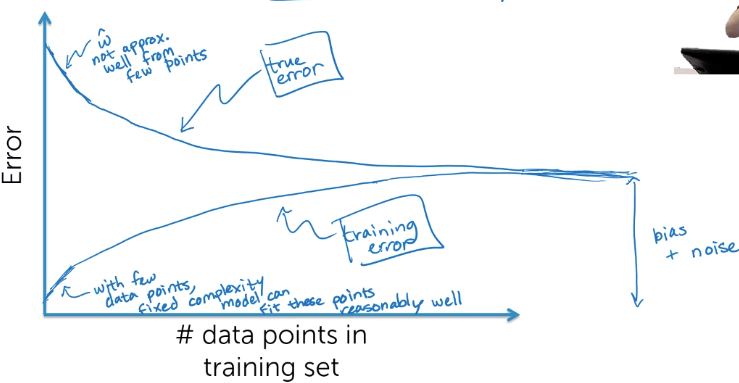 ŵ
not approx.
well from
few points
true
error
Error
training
error
bias
+ noise
with few
data points,
fixed complexity
model can
fit these points
reasonably well
# data points in
training set